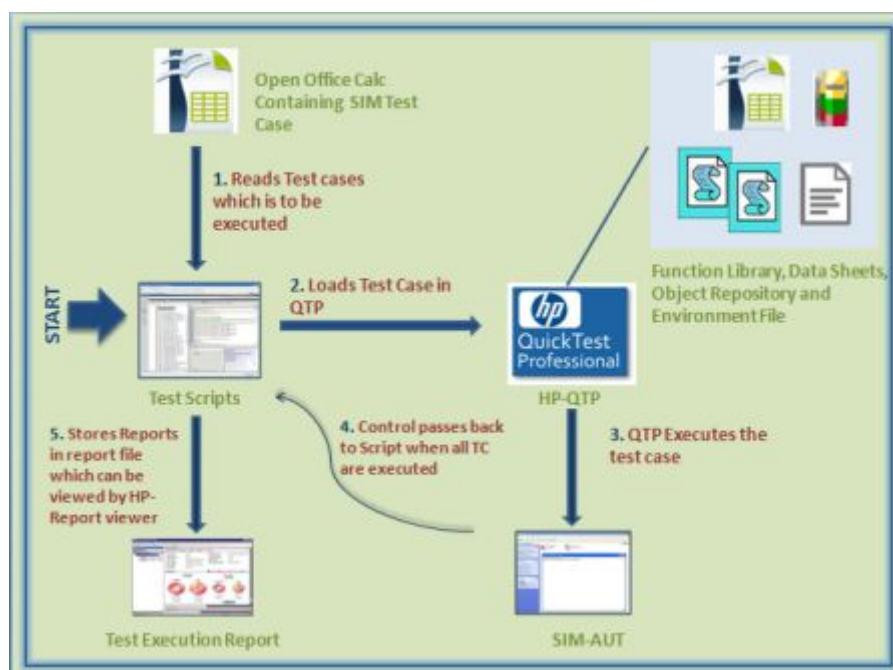 Open Office Calc
Containing SIM Test
Case
1. Reads Test cases
which is to be
executed
START
2. Loads Test Case in
QTP
Function Library, Data Sheets,
Object Repository and
Environment File
hp
QuickTest
Professional
Test Scripts
HP-QTP
5. Stores Reports
in report file
which can be
viewed by HP-
Report viewer
4. Control passes back
to Script when all TC
are executed
3. QTP Executes the
test case
Test Execution Report
SIM-AUT